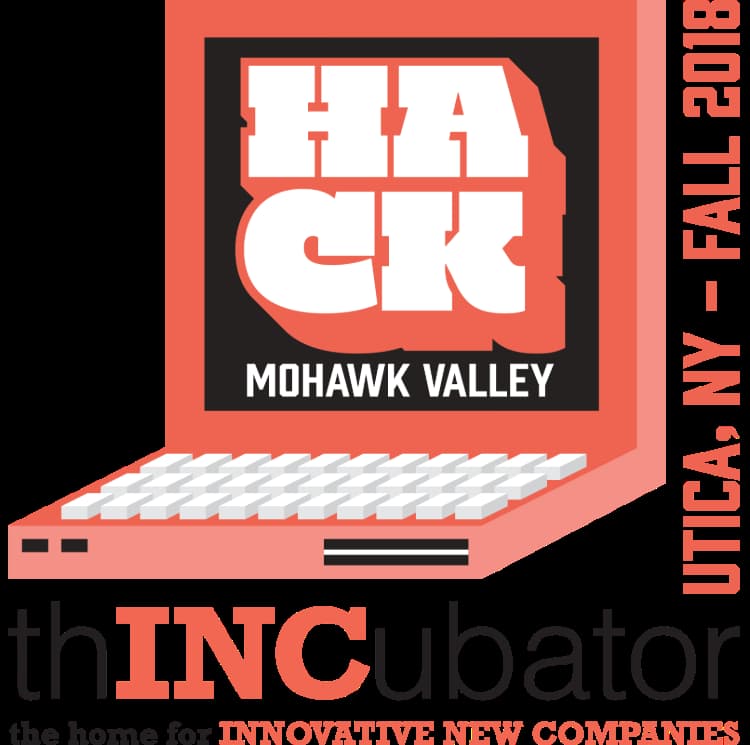 HA
CK
MOHAWK VALLEY
UTICA, NY – FALL 2018
thINCubator
the home for INNOVATIVE NEW COMPANIES